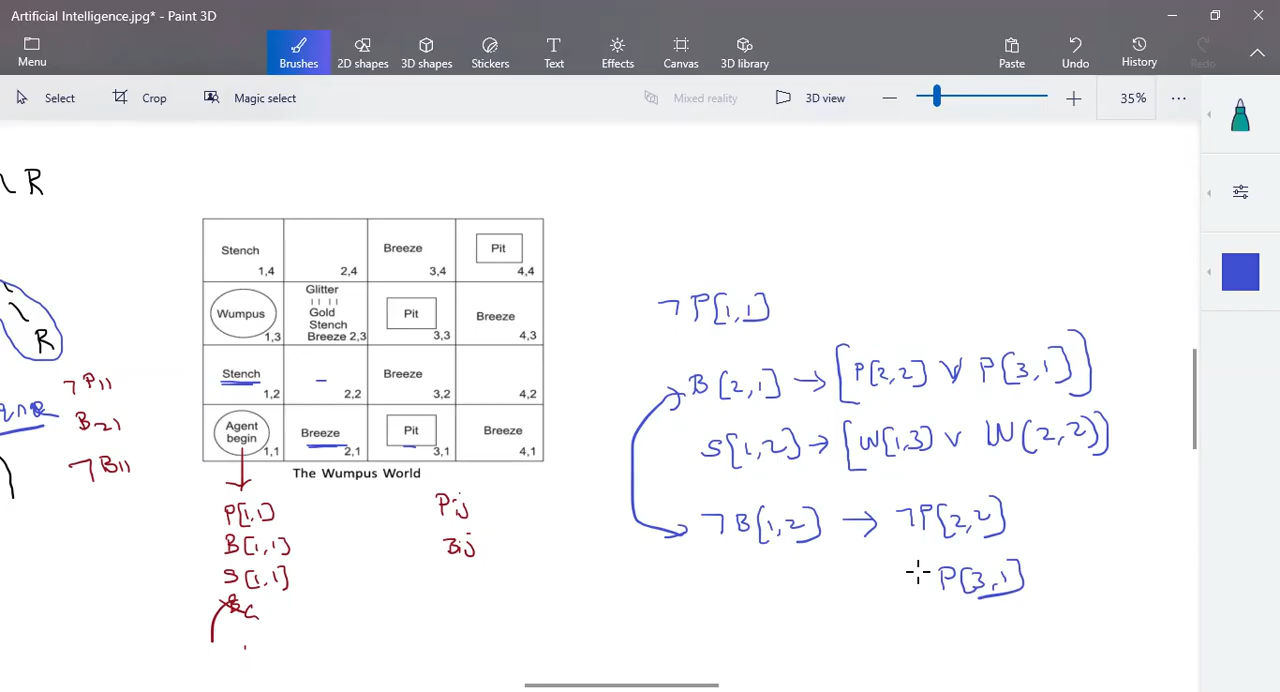 Artificial Intelligence.jpg* - Paint 3D
Menu
Brushes
2D shapes
3D shapes
Stickers
Text
Effects
Canvas
3D library
Paste
Undo
History
Redo
Select
Crop
Magic select
Mixed reality
3D view
35%
R
R
¬P11
B21
¬B11
Stench 1,4
2,4
Breeze 3,4
Pit 4,4
Wumpus 1,3
Glitter
Gold
Stench
Breeze 2,3
Pit 3,3
Breeze 4,3
Stench 1,2
2,2
Breeze 3,2
4,2
Agent
begin 1,1
Breeze 2,1
Pit 3,1
Breeze 4,1
The Wumpus World
P[1,1]
B[1,1]
S[1,1]
G
Pij
Bij
¬P[1,1]
B[2,1] → [P[2,2] ∨ P[3,1]]
S[1,2] → [W[1,3) ∨ W(2,2)]
¬B[1,2] → ¬P[2,2]
P[3,1]